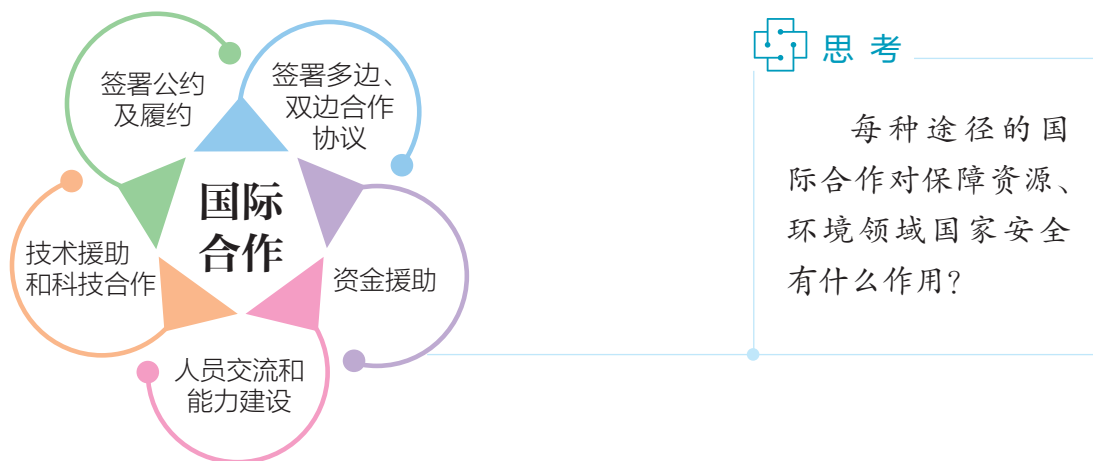 签署公约
及履约
签署多边、
双边合作
协议
国际
合作
技术援助
和科技合作
资金援助
人员交流和
能力建设
思考
每种途径的国
际合作对保障资源、
环境领域国家安全
有什么作用？